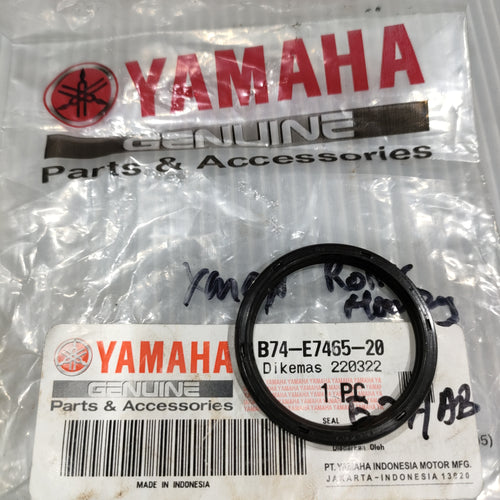 YAMAHA
GENUINE
Parts & Accessories
YAMAHA
GENUINE
Parts & Accessories
MADE IN INDONESIA
B74-E7465-20
Dikemas 220322
1 PC
SEAL
PT. YAMAHA INDONESIA MOTOR MFG.
JAKARTA-INDONESIA 13920